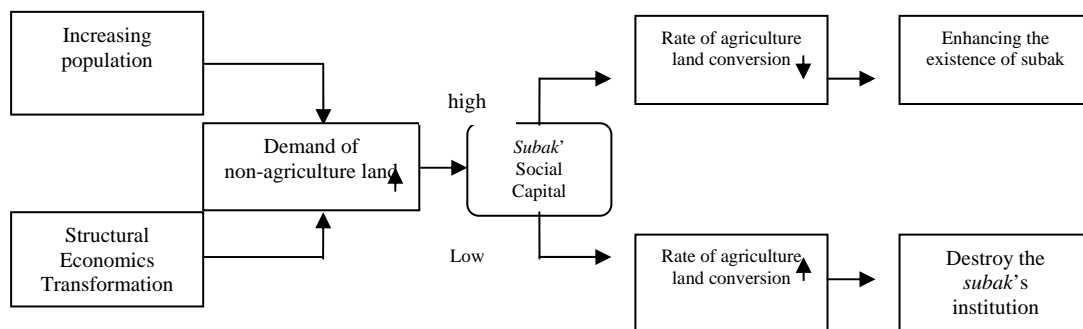 Increasing
population
Structural
Economics
Transformation
Demand of
non-agriculture land
high
Subak’
Social
Capital
Low
Rate of agriculture
land conversion
Enhancing the
existence of subak
Rate of agriculture
land conversion
Destroy the
subak’s
institution